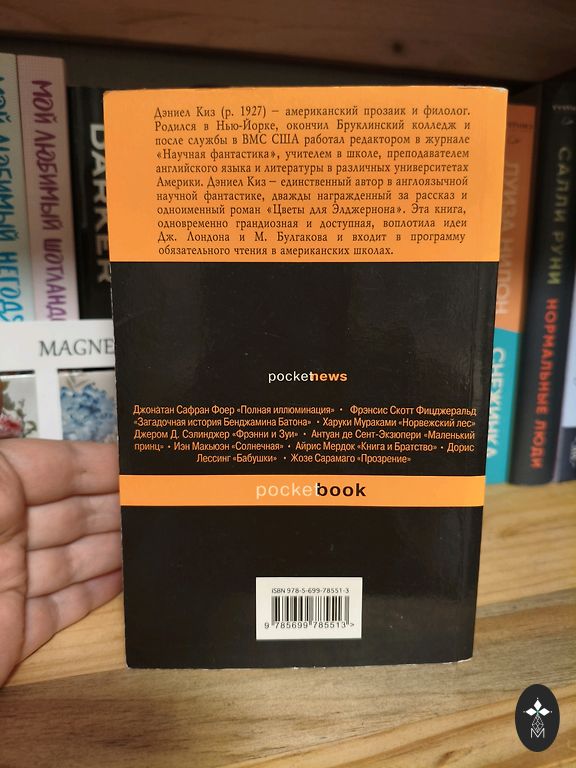 Дэниел Киз (р. 1927) — американский прозаик и филолог.
Родился в Нью-Йорке, окончил Бруклинский колледж и
после службы в ВМС США работал редактором в журнале
«Научная фантастика», учителем в школе, преподавателем
английского языка и литературы в различных университетах
Америки. Дэниел Киз — единственный автор в англоязычной
научной фантастике, дважды награжденный за рассказ и
одноименный роман «Цветы для Элджернона». Эта книга,
одновременно грандиозная и доступная, воплотила идеи
Дж. Лондона и М. Булгакова и входит в программу
обязательного чтения в американских школах.
pocketnews
Джонатан Сафран Фоер «Полная иллюминация» • Фрэнсис Скотт Фицджеральд
«Загадочная история Бенджамина Батона» • Харуки Мураками «Норвежский лес»
Джером Д. Сэлинджер «Фрэнни и Зуи» • Антуан де Сент-Экзюпери «Маленький
принц» • Иэн Макьюэн «Солнечная» • Айрис Мердок «Книга и Братство» • Дорис
Лессинг «Бабушки» • Жозе Сарамаго «Прозрение»
pocketbook
ISBN 978-5-699-78551-3
9 785699 785513 >
МОЙ ЛЮБИМЫЙ НЕГОДЯ
МОЙ ЛЮБИМЫЙ ШОТЛАНД
DARKER
MAGNE
СНЕЖИНКА
САЛЛИ РУНИ
НОРМАЛЬНЫЕ ЛЮДИ
M